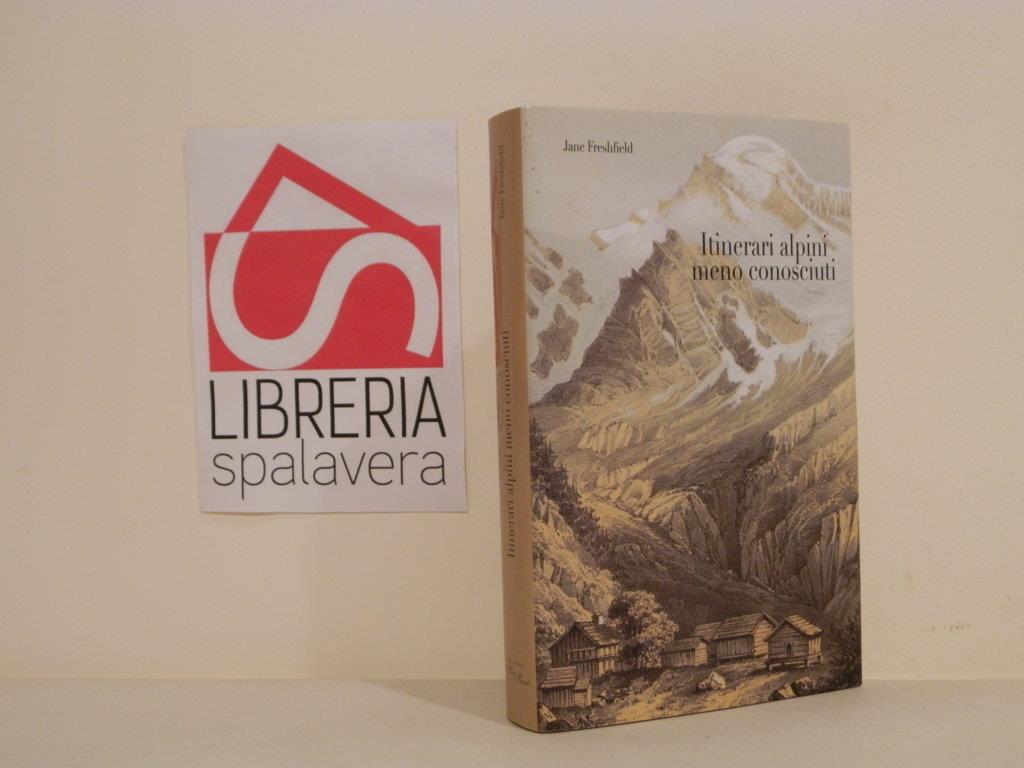 LIBRERIA
spalavera
Jane Freshfield
Itinerari alpini meno conosciuti
Jane Freshfield
Itinerari alpini
meno conosciuti